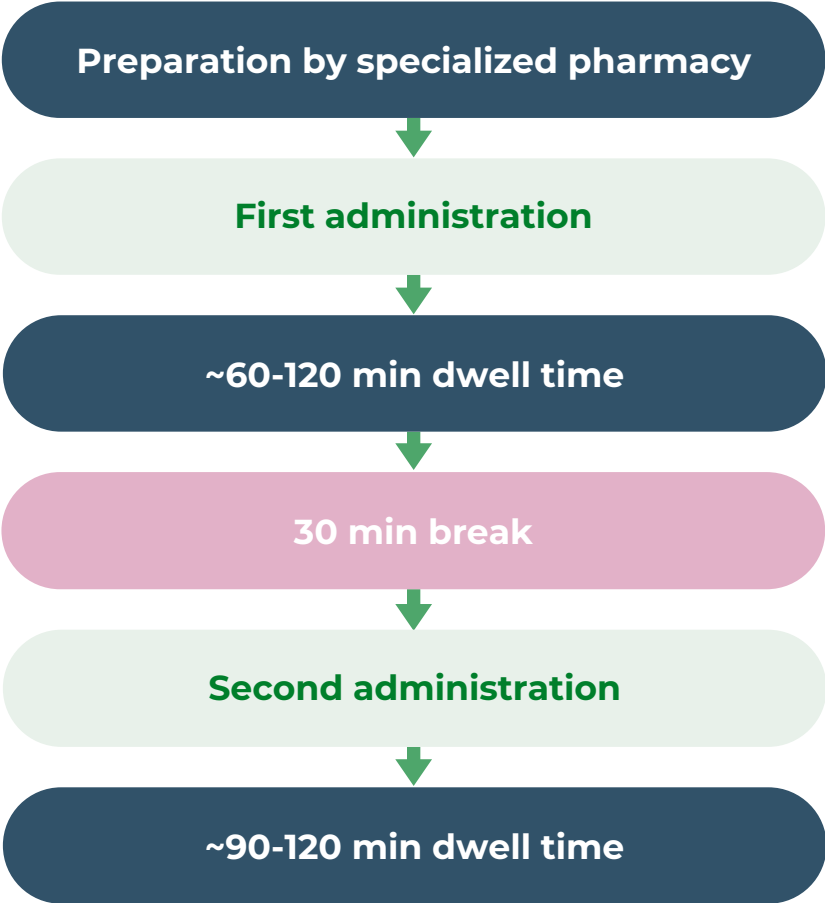 Preparation by specialized pharmacy
First administration
~60-120 min dwell time
30 min break
Second administration
~90-120 min dwell time